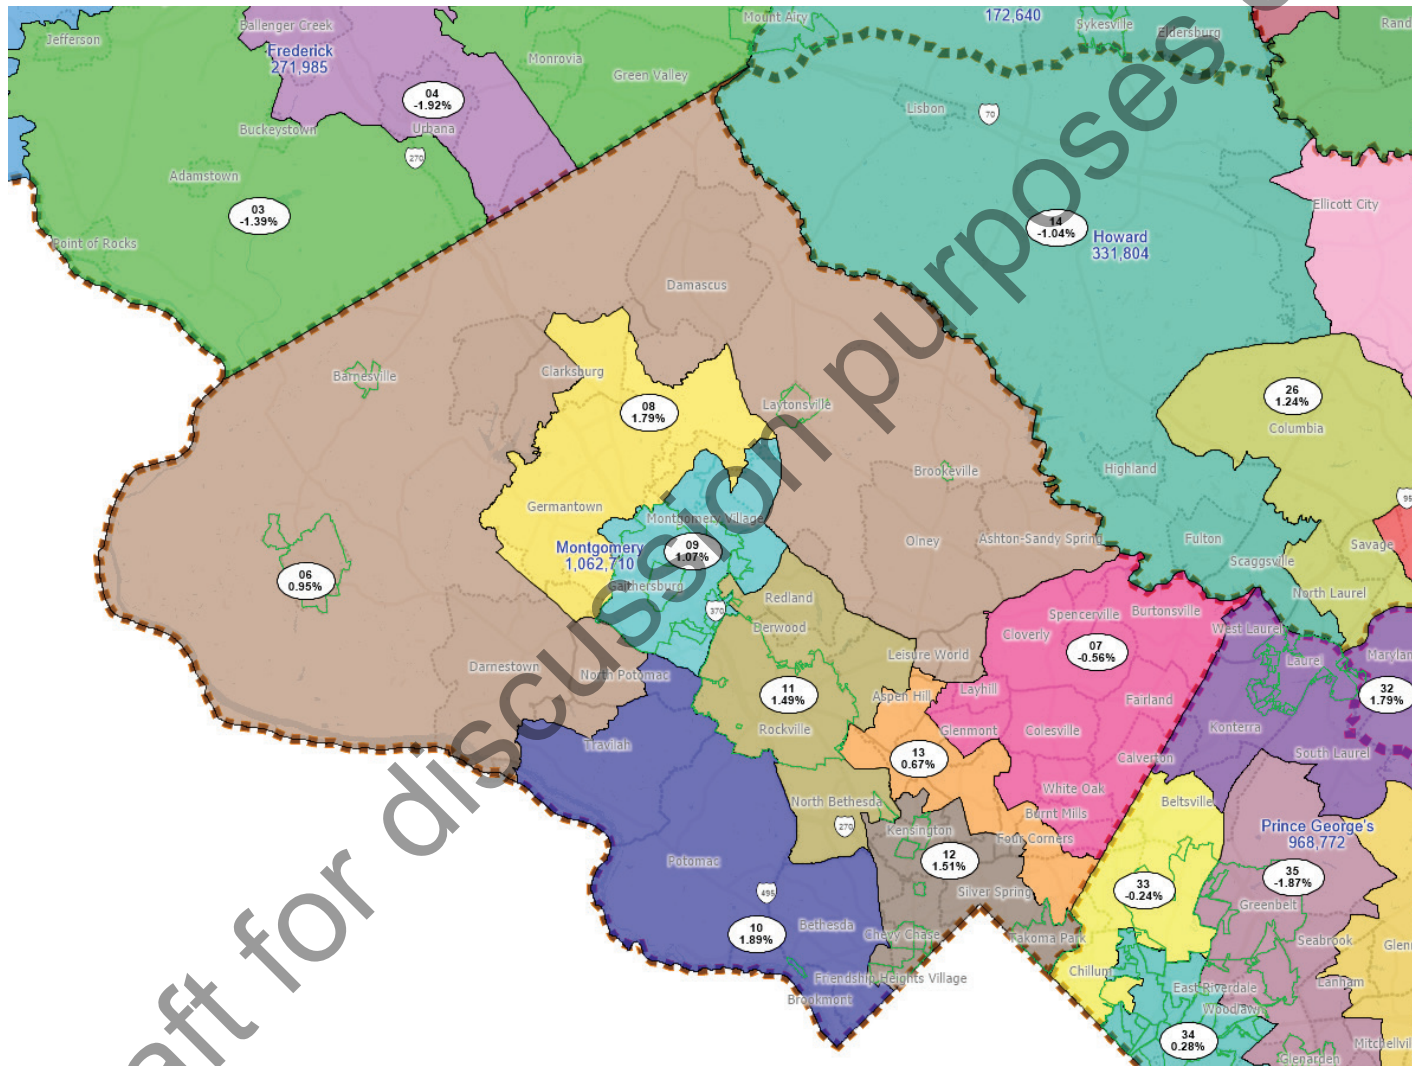 172,640
Mount Airy
Sykesville
Eldersburg
Jefferson
Ballenger Creek
Frederick
271,985
Monrovia
Green Valley
04
-1.92%
Urbana
Buckeystown
270
Lisbon
70
Adamstown
03
-1.39%
Point of Rocks
Ellicott City
14
-1.04%
Howard
331,804
Damascus
Barnesville
Clarksburg
08
1.79%
Laytonsville
26
1.24%
Columbia
Brookeville
Highland
95
Germantown
Montgomery Village
Montgomery
1,062,710
09
1.07%
Gaithersburg
Olney
Ashton-Sandy Spring
Fulton
Savage
Scaggsville
North Laurel
06
0.95%
370
Redland
Derwood
Spencerville
Burtonsville
Cloverly
West Laurel
Laurel
07
-0.56%
Leisure World
Darnestown
North Potomac
11
1.49%
Aspen Hill
Layhill
Fairland
32
1.79%
Rockville
Glenmont
Colesville
Konterra
South Laurel
Travilah
13
0.67%
Calverton
White Oak
Beltsville
North Bethesda
270
Kensington
Burnt Mills
Four Corners
Prince George's
968,772
Potomac
12
1.51%
Silver Spring
33
-0.24%
35
-1.87%
495
Greenbelt
10
1.89%
Bethesda
Chevy Chase
Takoma Park
Seabrook
Friendship Heights Village
Chillum
Lanham
Brookmont
East Riverdale
Woodlawn
34
0.28%
Glenarden
aft for discussion purposes